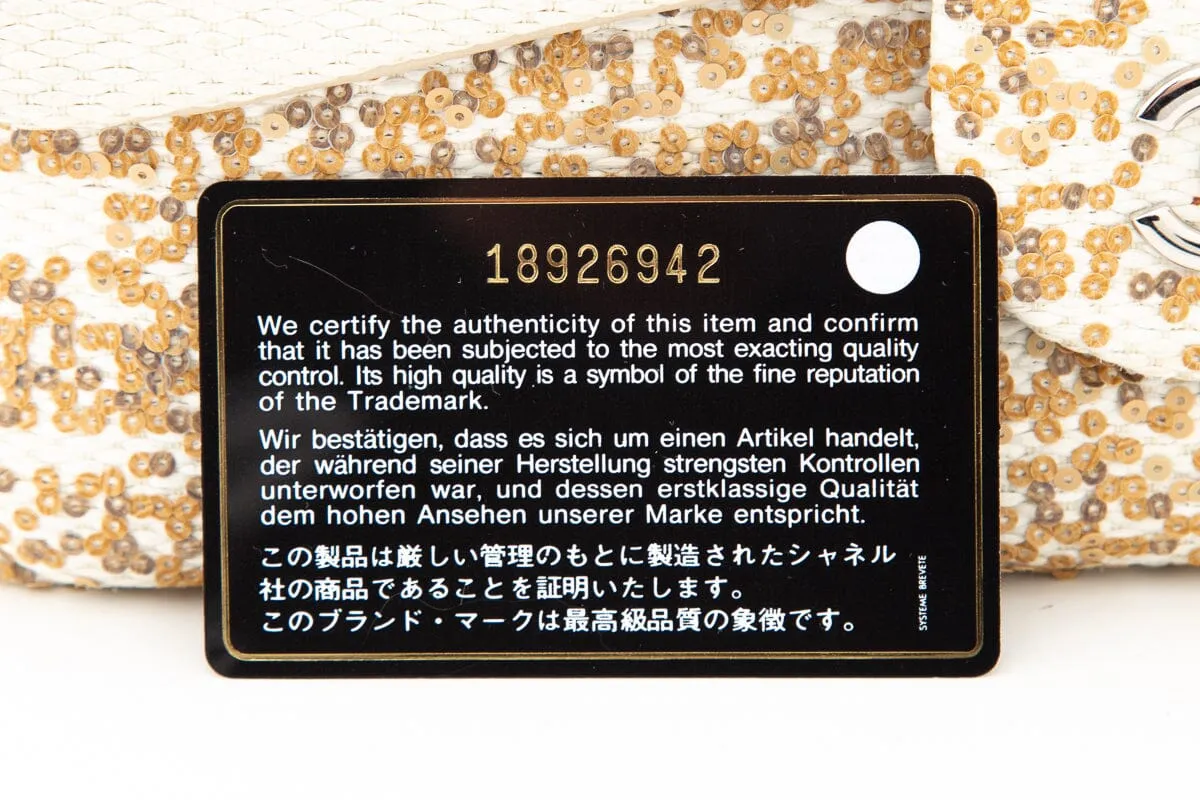 18926942
We certify the authenticity of this item and confirm
that it has been subjected to the most exacting quality
control. Its high quality is a symbol of the fine reputation
of the Trademark.
Wir bestätigen, dass es sich um einen Artikel handelt,
der während seiner Herstellung strengsten Kontrollen
unterworfen war, und dessen erstklassige Qualität
dem hohen Ansehen unserer Marke entspricht.
この製品は厳しい管理のもとに製造されたシャネル
社の商品であることを証明いたします。
このブランド・マークは最高級品質の象徴です。
SYSTEME BREVETE